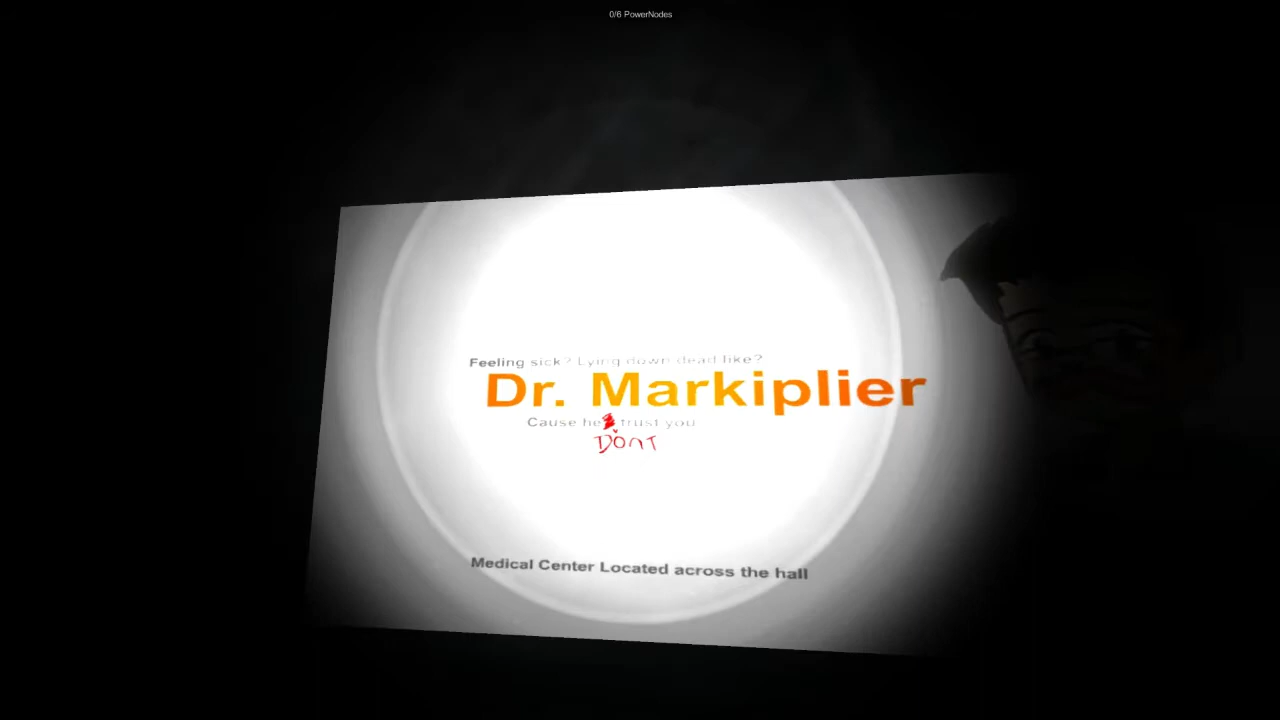 0/6 PowerNodes
Feeling sick? Lying down dead like?
Dr. Markiplier
Cause he trust you
DONT
Medical Center Located across the hall